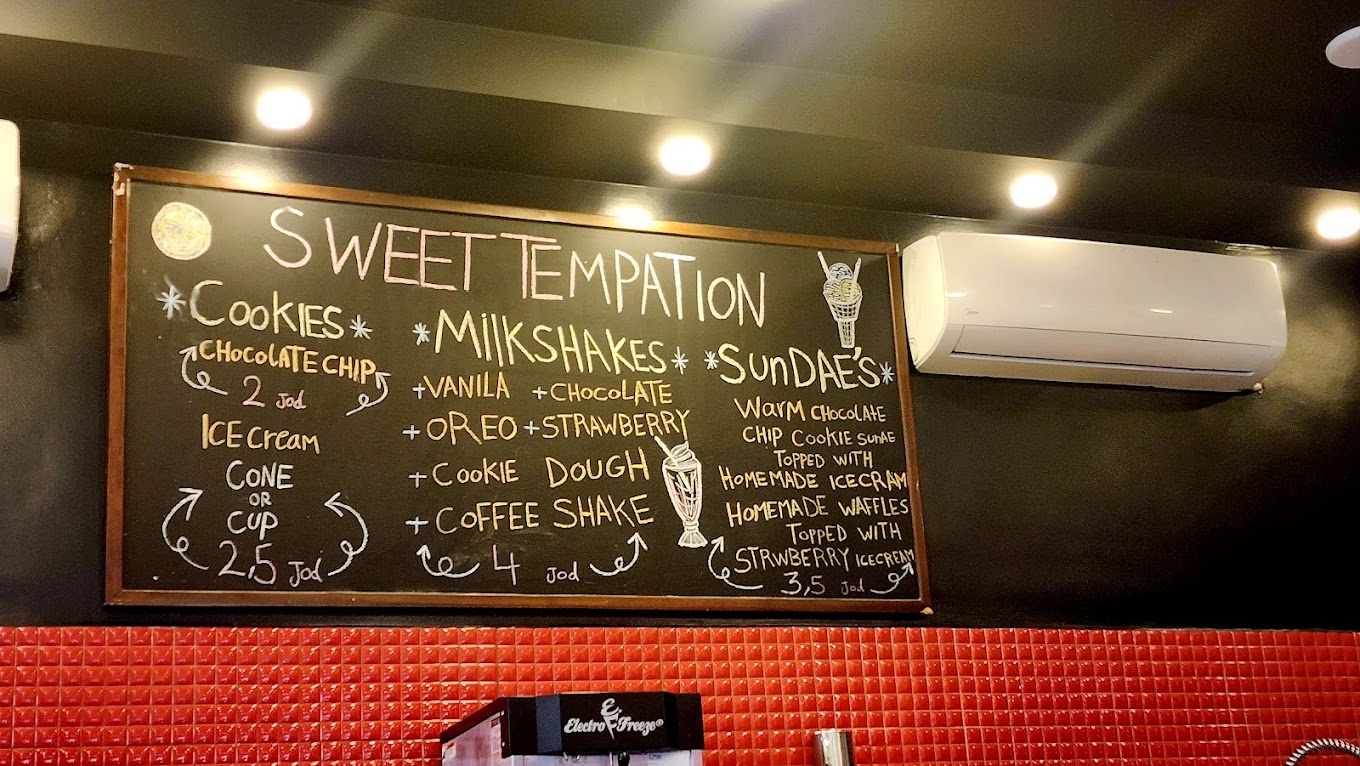 SWEET TEMPATION
COOKIES
CHOCOLATE CHIP
2 Jod
ICE Cream
CONE
OR
CUP
2,5 Jod
MilKSHAKES
+VANILA +CHOCOLATE
+OREO +STRAWBERRY
+COOKIE DOUGH
+COFFEE SHAKE
4 Jod
SunDAE'S
Warm CHOCOLATE
CHIP COOKIE SUNAE
TOPPED WITH
HOMEMADE ICECRAM
HOMEMADE WAFFLES
TOPPED WITH
STRWBERRY ICECREAM
3,5 Jod
Electro Freeze®